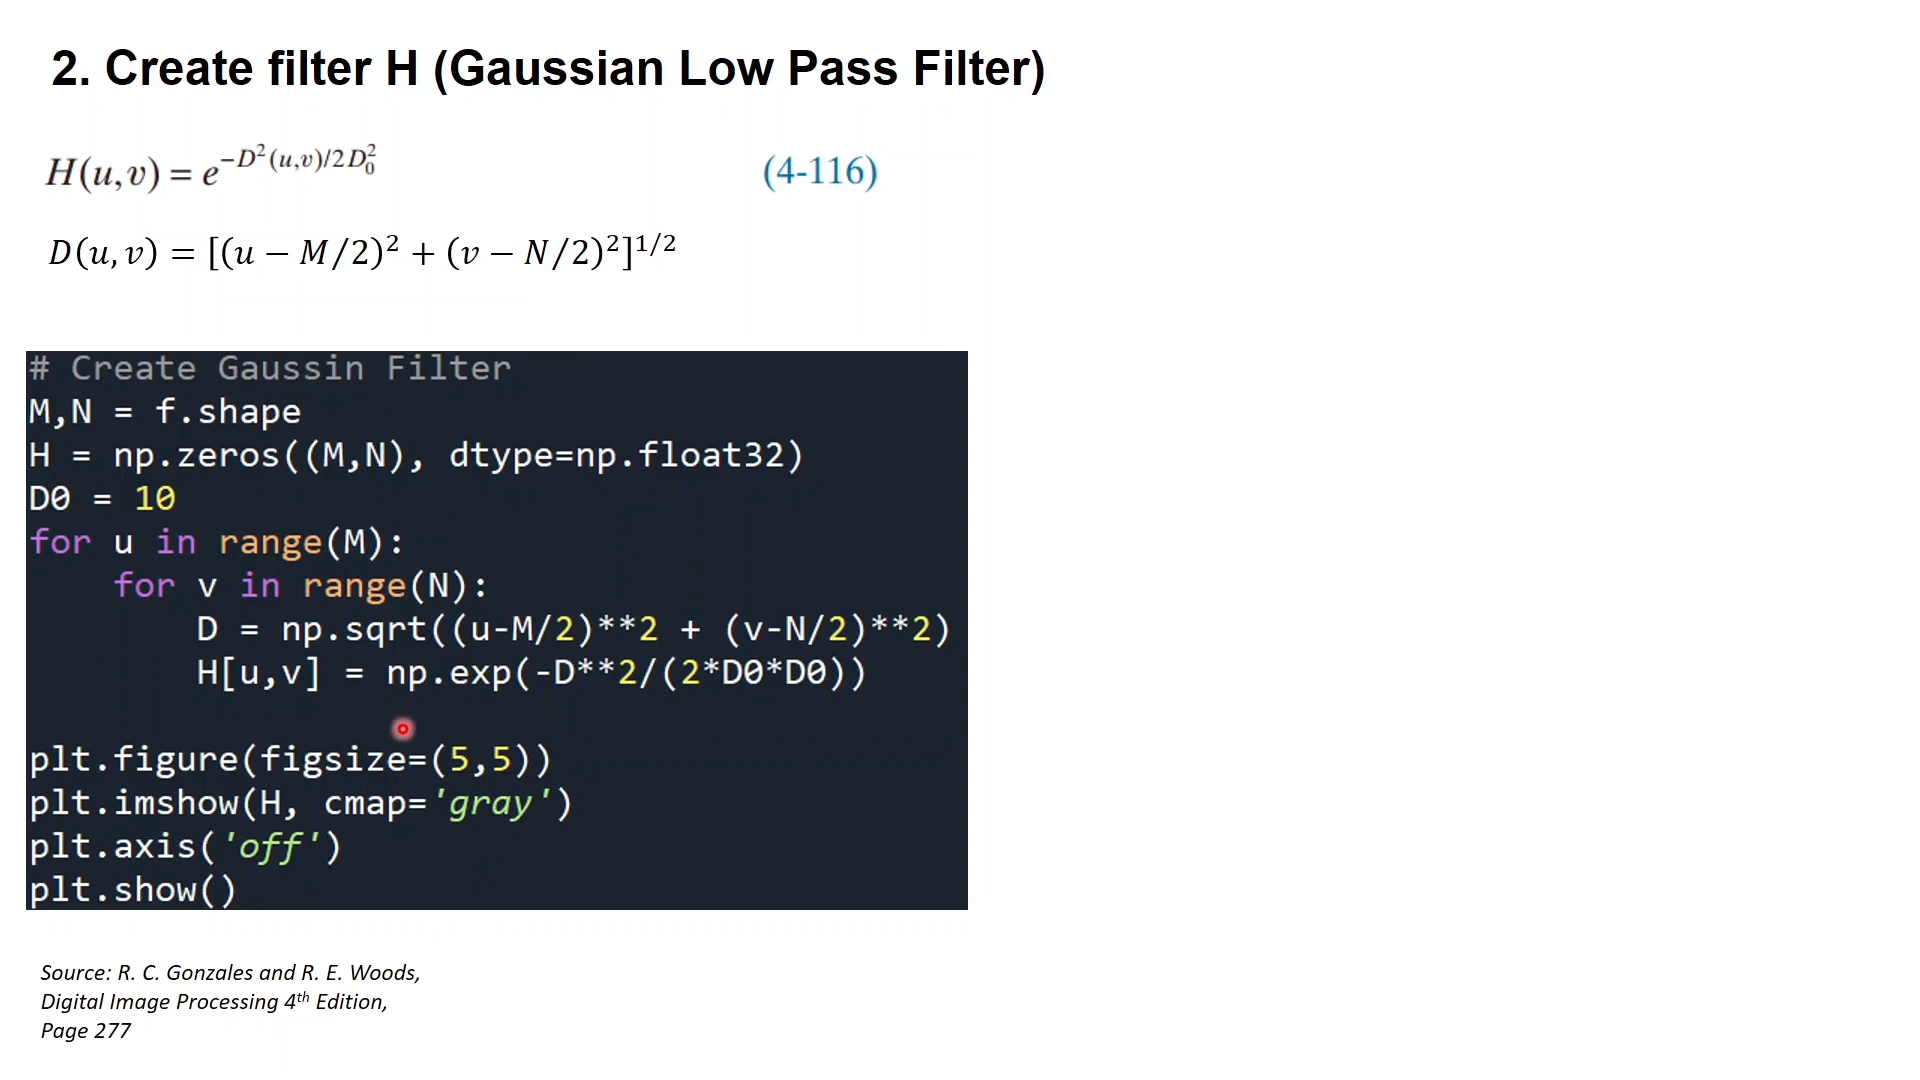 2. Create filter H (Gaussian Low Pass Filter)
H(u,v) = e^{-D²(u,v)/2D₀²} (4-116)
D(u, v) = [(u − M/2)² + (v − N/2)²]^{1/2}
# Create Gaussin Filter
M,N = f.shape
H = np.zeros((M,N), dtype=np.float32)
D0 = 10
for u in range(M):
    for v in range(N):
        D = np.sqrt((u-M/2)**2 + (v-N/2)**2)
        H[u,v] = np.exp(-D**2/(2*D0*D0))
plt.figure(figsize=(5,5))
plt.imshow(H, cmap='gray')
plt.axis('off')
plt.show()
Source: R. C. Gonzales and R. E. Woods,
Digital Image Processing 4th Edition,
Page 277